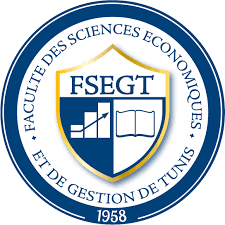 FACULTE DES SCIENCES ECONOMIQUES
ET DE GESTION DE TUNIS
FSEGT
1958